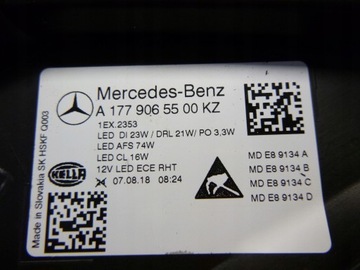 Mercedes-Benz
A 177 906 55 00 KZ
1EX.2353
LED DI 23W / DRL 21W/ PO 3,3W
LED AFS 74W
LED CL 16W
12V LED ECE RHT
07.08.18 08:24
HELLA
Made in Slovakia SK HSKF Q003
MD E8 9134 A
MD E8 9134 B
MD E8 9134 C
MD E8 9134 D